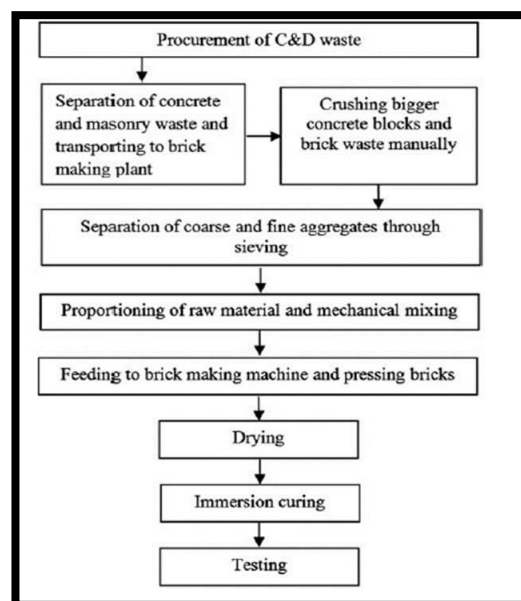 Procurement of C&D waste
Separation of concrete
and masonry waste and
transporting to brick
making plant
Crushing bigger
concrete blocks and
brick waste manually
Separation of coarse and fine aggregates through
sieving
Proportioning of raw material and mechanical mixing
Feeding to brick making machine and pressing bricks
Drying
Immersion curing
Testing